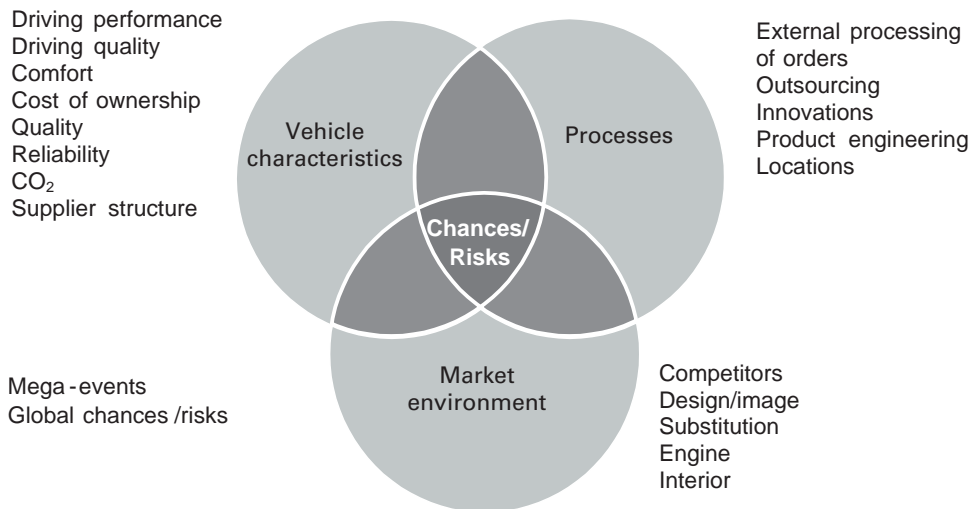 Driving performance
Driving quality
Comfort
Cost of ownership
Quality
Reliability
CO₂
Supplier structure
External processing
of orders
Outsourcing
Innovations
Product engineering
Locations
Vehicle
characteristics
Processes
Chances/
Risks
Market
environment
Mega-events
Global chances/risks
Competitors
Design/image
Substitution
Engine
Interior